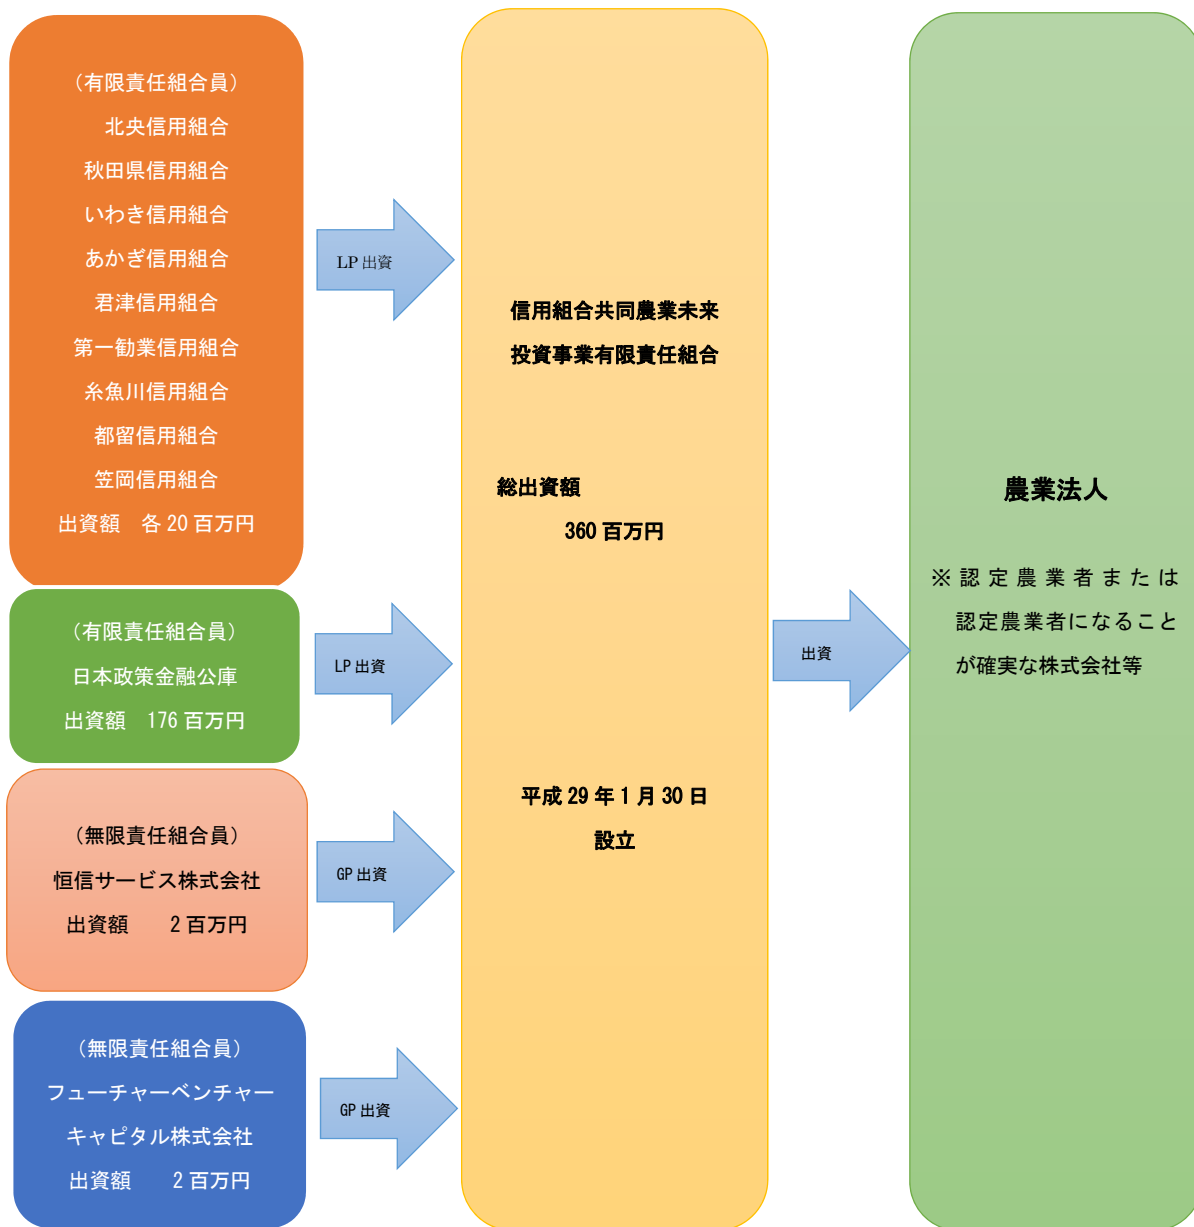 （有限責任組合員）
北央信用組合
秋田県信用組合
いわき信用組合
あかぎ信用組合
君津信用組合
第一勧業信用組合
糸魚川信用組合
都留信用組合
笠岡信用組合
出資額　各 20 百万円
LP 出資
（有限責任組合員）
日本政策金融公庫
出資額　176 百万円
LP 出資
（無限責任組合員）
恒信サービス株式会社
出資額　　2 百万円
GP 出資
（無限責任組合員）
フューチャーベンチャー
キャピタル株式会社
出資額　　2 百万円
GP 出資
信用組合共同農業未来
投資事業有限責任組合
総出資額
360 百万円
平成 29 年 1 月 30 日
設立
出資
農業法人
※認定農業者または
認定農業者になること
が確実な株式会社等